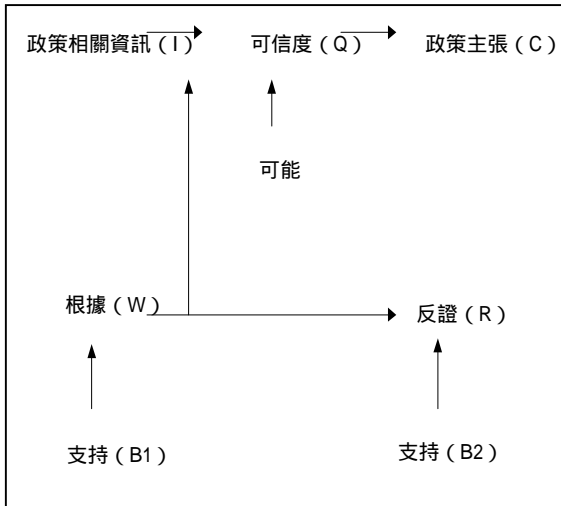 政策相關資訊（I） 可信度（Q） 政策主張（C）
可能
根據（W） 反證（R）
支持（B1） 支持（B2）